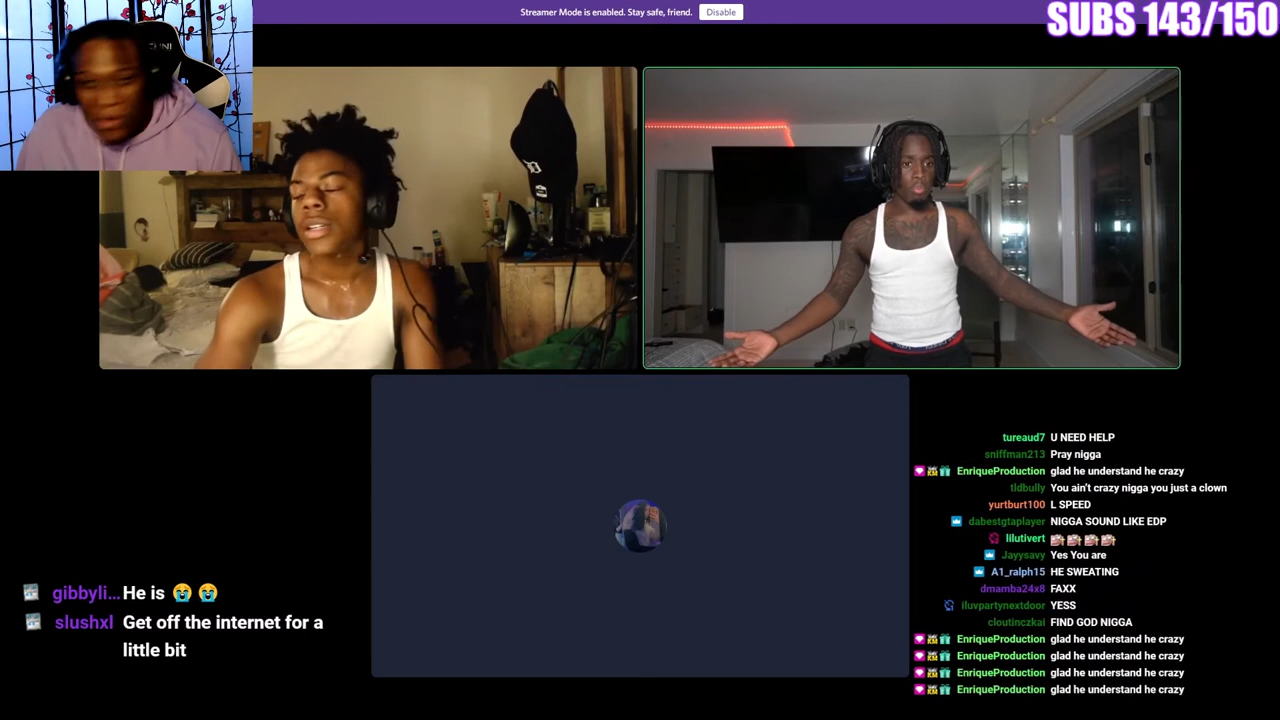 Streamer Mode is enabled. Stay safe, friend. Disable
SUBS 143/150
tureaud7 U NEED HELP
sniffman213 Pray nigga
EnriqueProduction glad he understand he crazy
tldbully You ain't crazy nigga you just a clown
yurtburt100 L SPEED
dabestgtaplayer NIGGA SOUND LIKE EDP
lilutivert
Jayysavy Yes You are
A1_ralph15 HE SWEATING
dmamba24x8 FAXX
iluvpartynextdoor YESS
cloutinczkai FIND GOD NIGGA
EnriqueProduction glad he understand he crazy
EnriqueProduction glad he understand he crazy
EnriqueProduction glad he understand he crazy
EnriqueProduction glad he understand he crazy
gibbyli... He is 😭 😭
slushxl Get off the internet for a
little bit